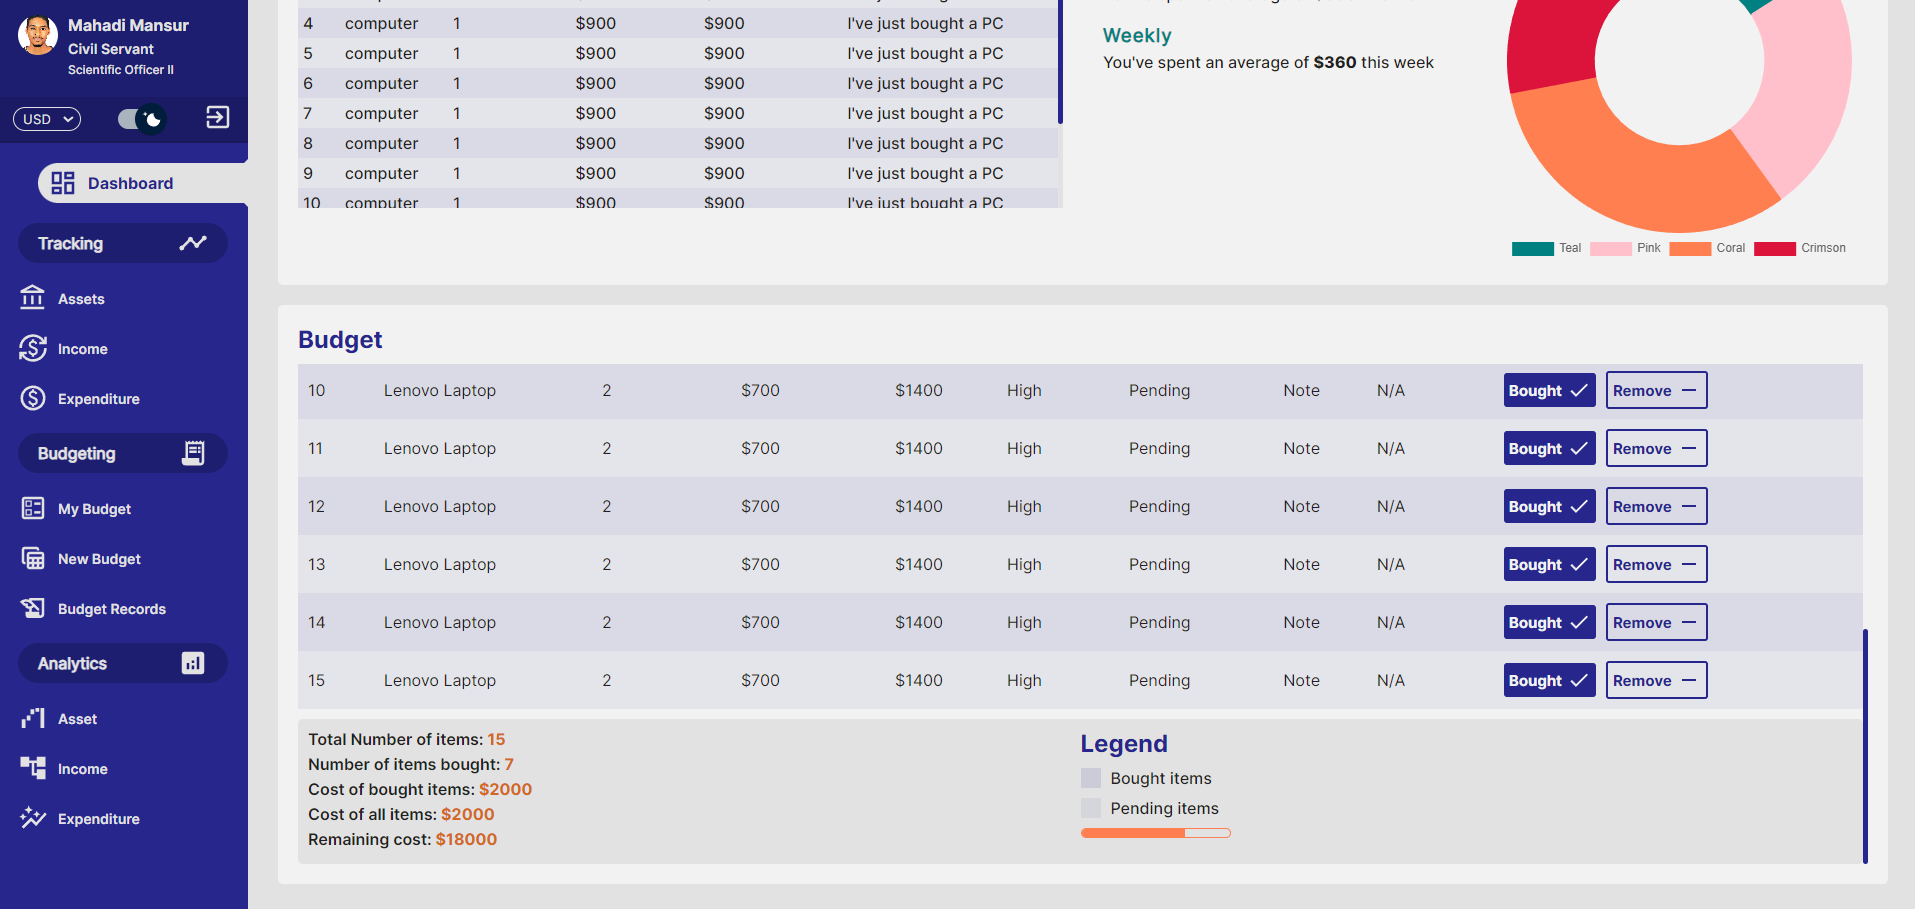 Mahadi Mansur
Civil Servant
Scientific Officer II
USD
Dashboard
Tracking
Assets
Income
Expenditure
Budgeting
My Budget
New Budget
Budget Records
Analytics
Asset
Income
Expenditure
4 computer 1 $900 $900 I've just bought a PC
5 computer 1 $900 $900 I've just bought a PC
6 computer 1 $900 $900 I've just bought a PC
7 computer 1 $900 $900 I've just bought a PC
8 computer 1 $900 $900 I've just bought a PC
9 computer 1 $900 $900 I've just bought a PC
10 computer 1 $900 $900 I've just bought a PC
Weekly
You've spent an average of $360 this week
Teal Pink Coral Crimson
Budget
10 Lenovo Laptop 2 $700 $1400 High Pending Note N/A Bought Remove
11 Lenovo Laptop 2 $700 $1400 High Pending Note N/A Bought Remove
12 Lenovo Laptop 2 $700 $1400 High Pending Note N/A Bought Remove
13 Lenovo Laptop 2 $700 $1400 High Pending Note N/A Bought Remove
14 Lenovo Laptop 2 $700 $1400 High Pending Note N/A Bought Remove
15 Lenovo Laptop 2 $700 $1400 High Pending Note N/A Bought Remove
Total Number of items: 15
Number of items bought: 7
Cost of bought items: $2000
Cost of all items: $2000
Remaining cost: $18000
Legend
Bought items
Pending items